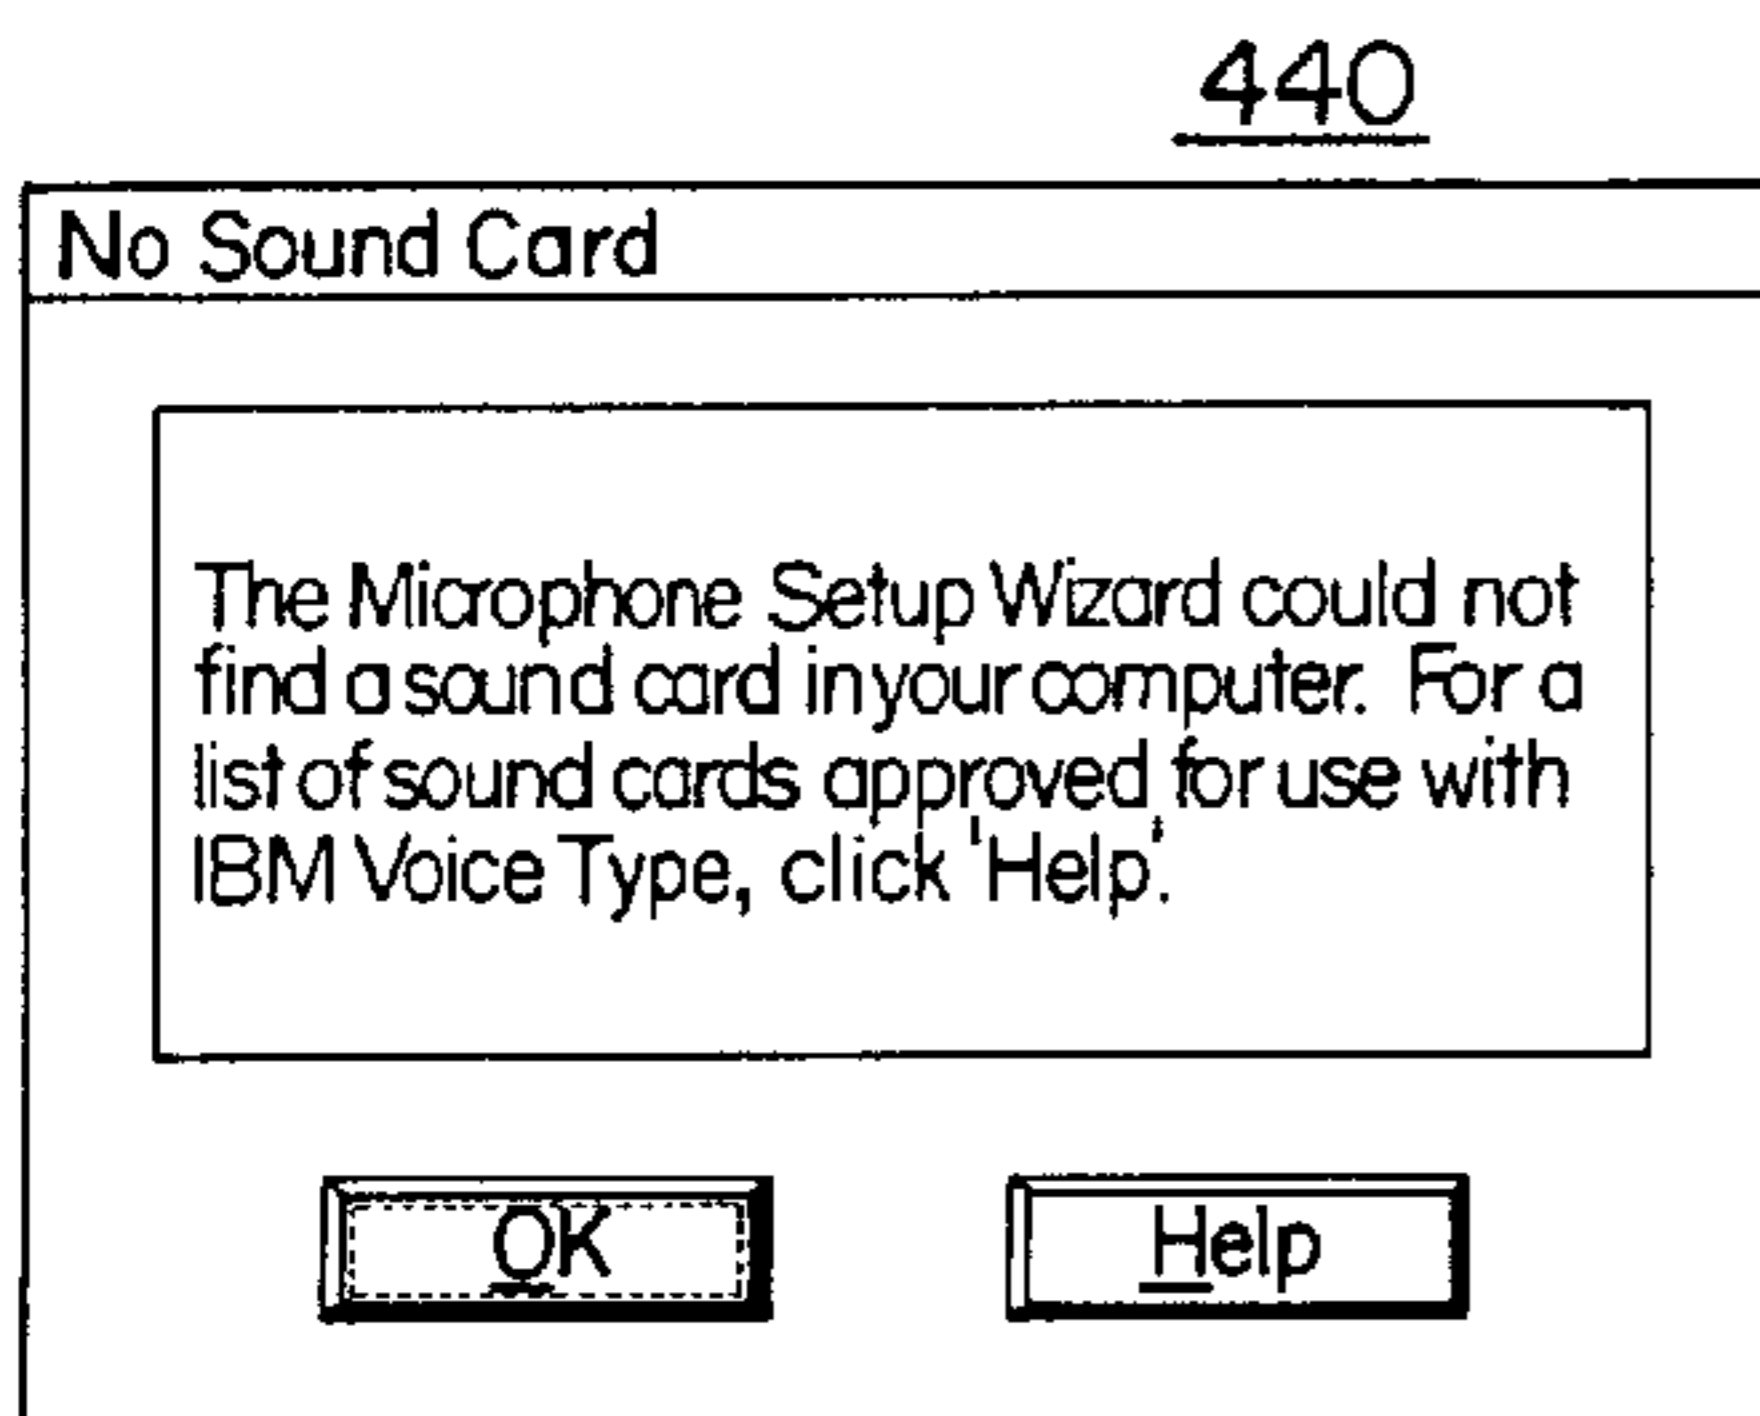 440
No Sound Card
The Microphone Setup Wizard could not
find a sound card in your computer. For a
list of sound cards approved for use with
IBM Voice Type, click 'Help'.
OK
Help